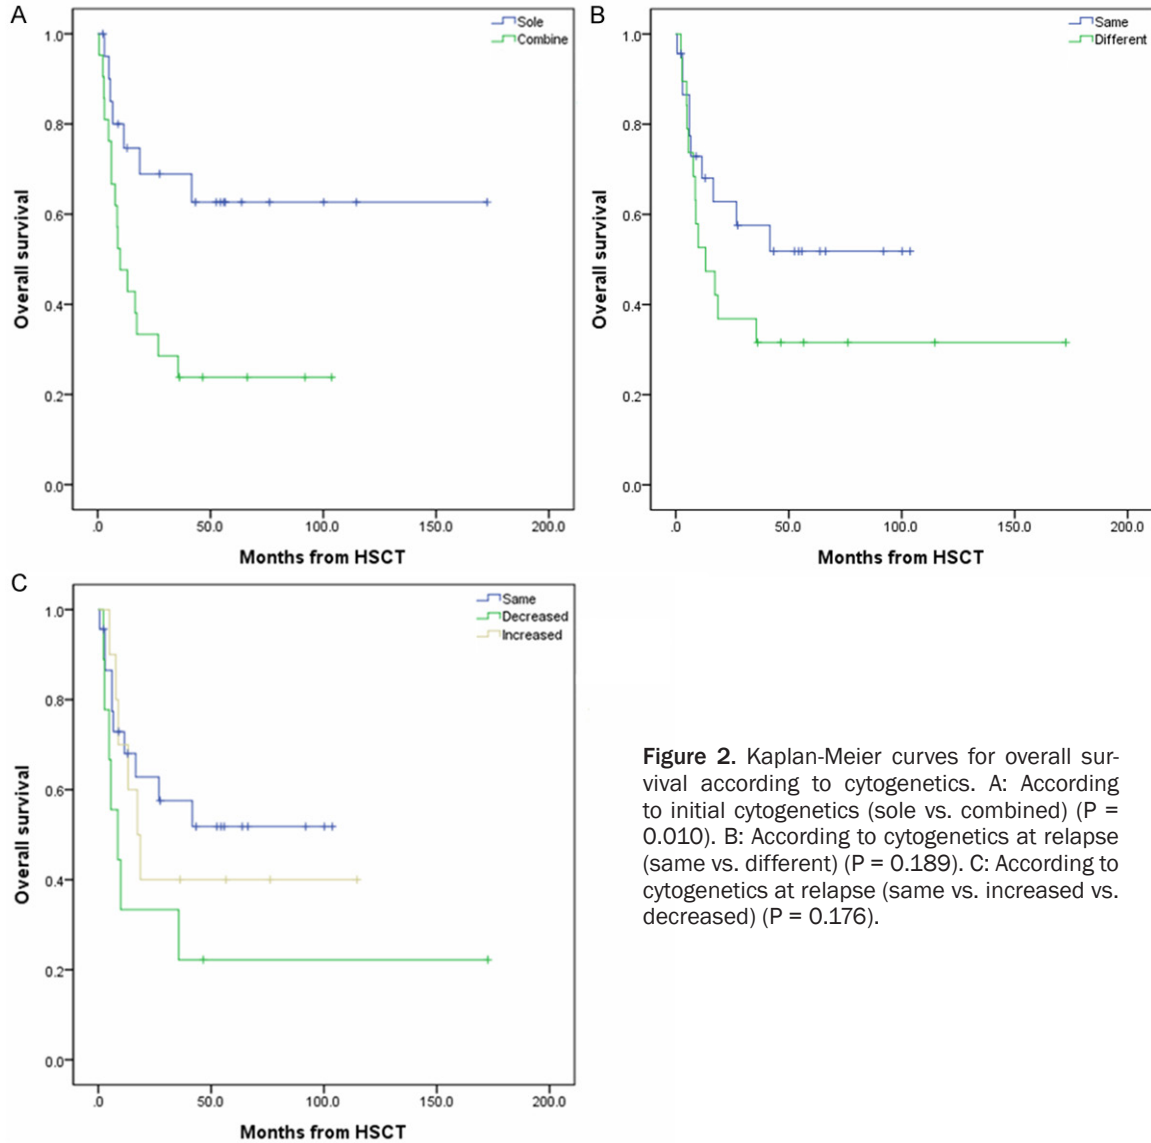 A
Sole
Combine
1.0
0.8
0.6
0.4
0.2
0.0
Overall survival
.0 50.0 100.0 150.0 200.0
Months from HSCT
B
Same
Different
1.0
0.8
0.6
0.4
0.2
0.0
Overall survival
.0 50.0 100.0 150.0 200.0
Months from HSCT
C
Same
Decreased
Increased
1.0
0.8
0.6
0.4
0.2
0.0
Overall survival
.0 50.0 100.0 150.0 200.0
Months from HSCT
Figure 2. Kaplan-Meier curves for overall sur-
vival according to cytogenetics. A: According
to initial cytogenetics (sole vs. combined) (P =
0.010). B: According to cytogenetics at relapse
(same vs. different) (P = 0.189). C: According to
cytogenetics at relapse (same vs. increased vs.
decreased) (P = 0.176).